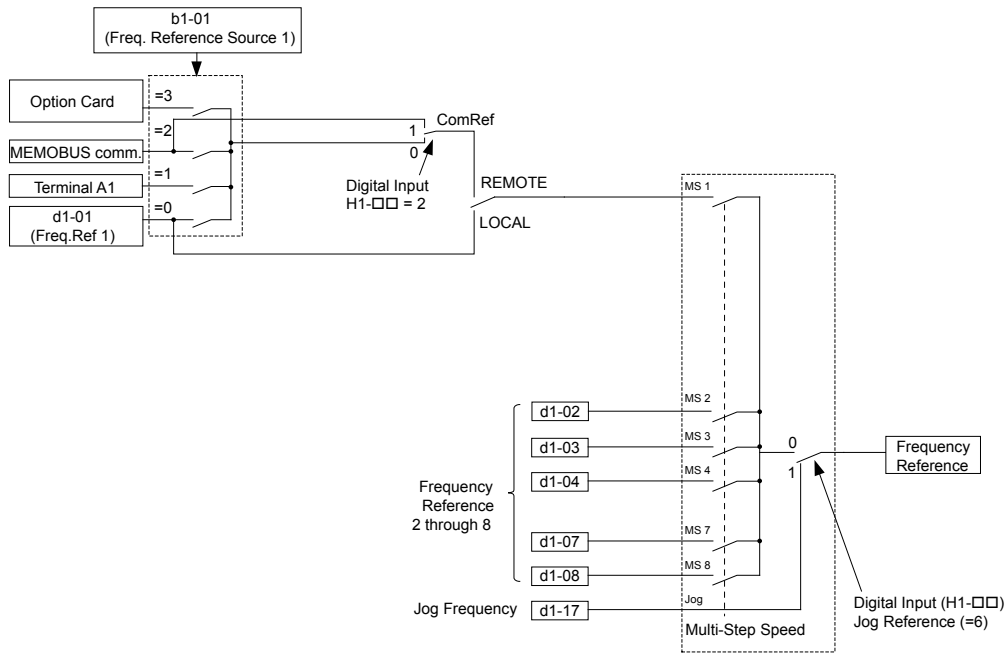 b1-01
(Freq. Reference Source 1)
Option Card
=3
=2
MEMOBUS comm.
=1
Terminal A1
=0
d1-01
(Freq.Ref 1)
ComRef
1
0
Digital Input
H1-□□ = 2
REMOTE
LOCAL
MS 1
MS 2
d1-02
MS 3
d1-03
MS 4
d1-04
Frequency
Reference
2 through 8
MS 7
d1-07
MS 8
d1-08
Jog Frequency
d1-17
Jog
Multi-Step Speed
0
1
Frequency
Reference
Digital Input (H1-□□)
Jog Reference (=6)